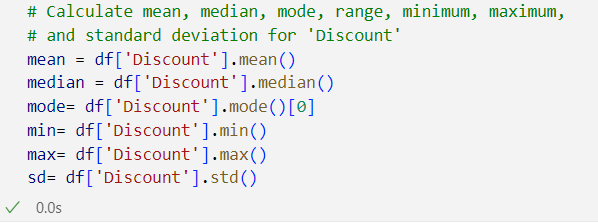 # Calculate mean, median, mode, range, minimum, maximum,
# and standard deviation for 'Discount'
mean = df['Discount'].mean()
median = df['Discount'].median()
mode= df['Discount'].mode()[0]
min= df['Discount'].min()
max= df['Discount'].max()
sd= df['Discount'].std()
0.0s